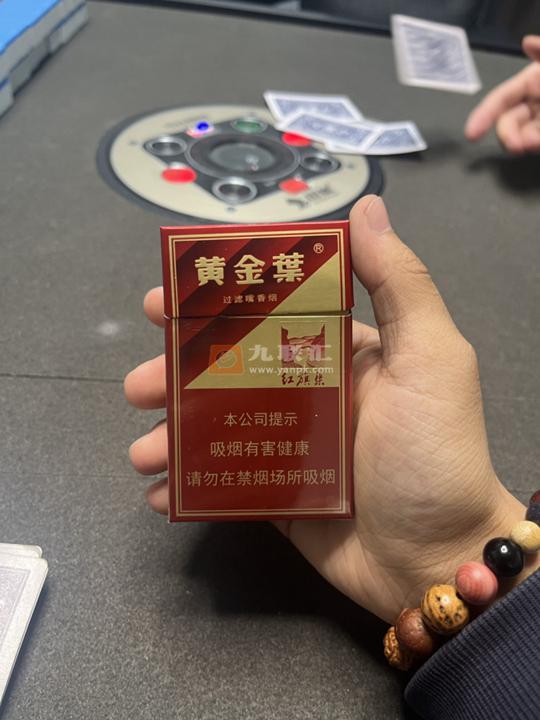 黄金葉®
过滤嘴香烟
九联汇
www.yanpk.com
红旗渠
本公司提示
吸烟有害健康
请勿在禁烟场所吸烟